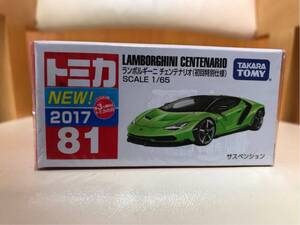 トミカ
NEW!
2017
81
LAMBORGHINI CENTENARIO
ランボルギーニ チェンテナリオ(初回特別仕様)
SCALE 1/65
TAKARA
TOMY
サスペンション